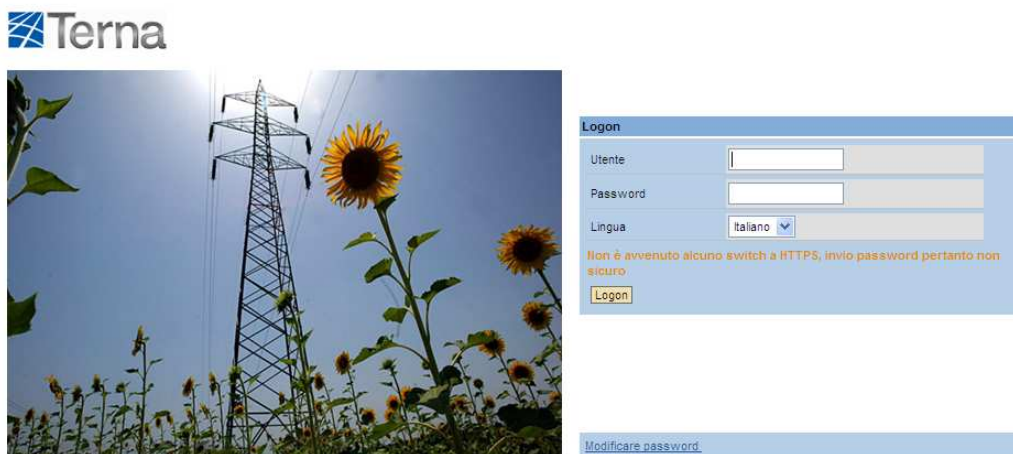 Terna
Logon
Utente
Password
Lingua
Italiano
Non è avvenuto alcuno switch a HTTPS, invio password pertanto non
sicuro
Logon
Modificare password